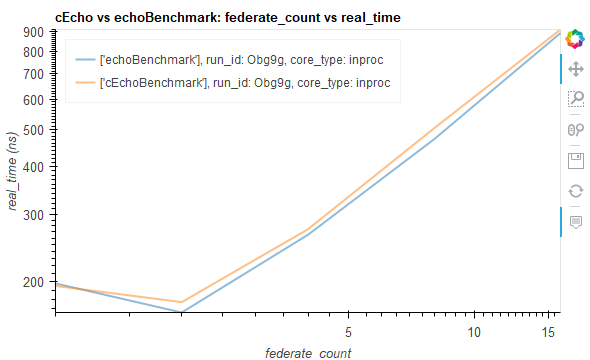 cEcho vs echoBenchmark: federate_count vs real_time
['echoBenchmark'], run_id: Obg9g, core_type: inproc
['cEchoBenchmark'], run_id: Obg9g, core_type: inproc
real_time (ns)
900
800
700
600
500
400
300
200
5
10
15
federate_count